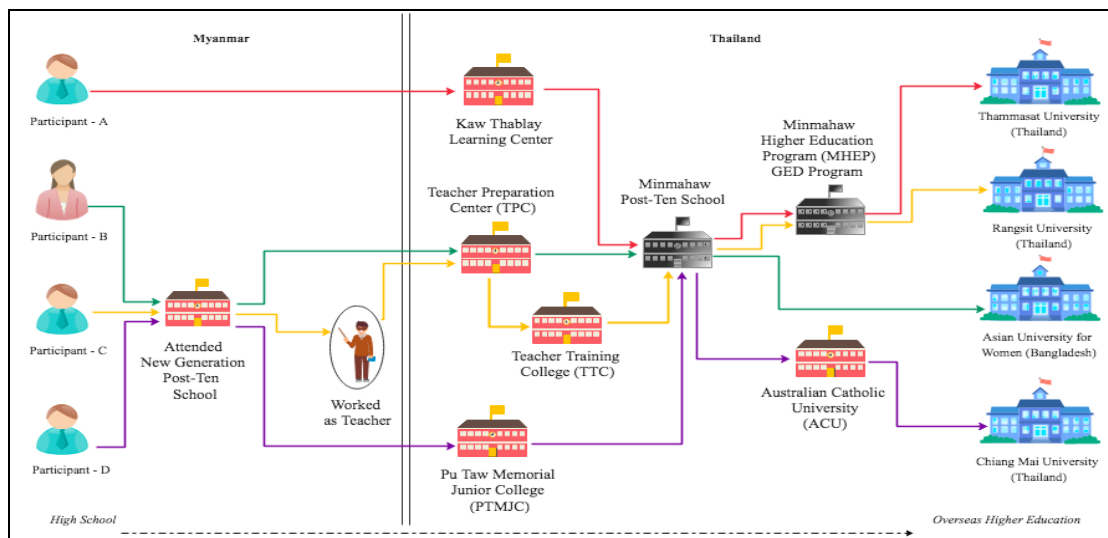 Myanmar
Thailand
Participant - A
Kaw Thablay
Learning Center
Minmahaw
Higher Education
Program (MHEP)
GED Program
Thammasat University
(Thailand)
Participant - B
Teacher Preparation
Center (TPC)
Minmahaw
Post-Ten School
Rangsit University
(Thailand)
Participant - C
Attended
New Generation
Post-Ten
School
Worked
as Teacher
Teacher Training
College (TTC)
Asian University for
Women (Bangladesh)
Participant - D
Pu Taw Memorial
Junior College
(PTMJC)
Australian Catholic
University
(ACU)
Chiang Mai University
(Thailand)
High School
Overseas Higher Education